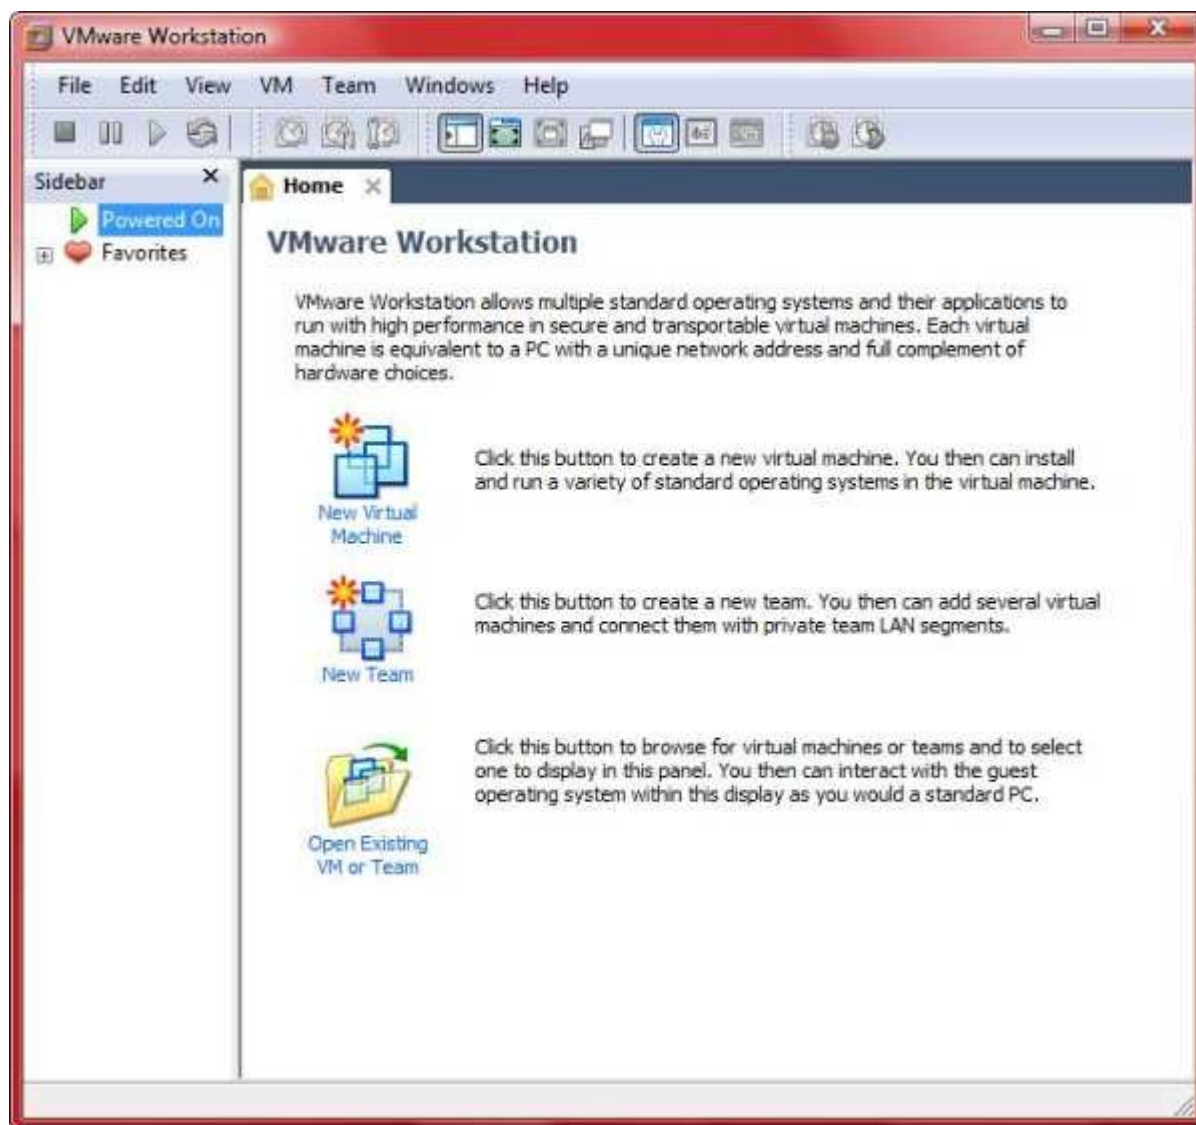 VMware Workstation
File Edit View VM Team Windows Help
Sidebar
Powered On
Favorites
Home
VMware Workstation
VMware Workstation allows multiple standard operating systems and their applications to
run with high performance in secure and transportable virtual machines. Each virtual
machine is equivalent to a PC with a unique network address and full complement of
hardware choices.
New Virtual
Machine
Click this button to create a new virtual machine. You then can install
and run a variety of standard operating systems in the virtual machine.
New Team
Click this button to create a new team. You then can add several virtual
machines and connect them with private team LAN segments.
Open Existing
VM or Team
Click this button to browse for virtual machines or teams and to select
one to display in this panel. You then can interact with the guest
operating system within this display as you would a standard PC.